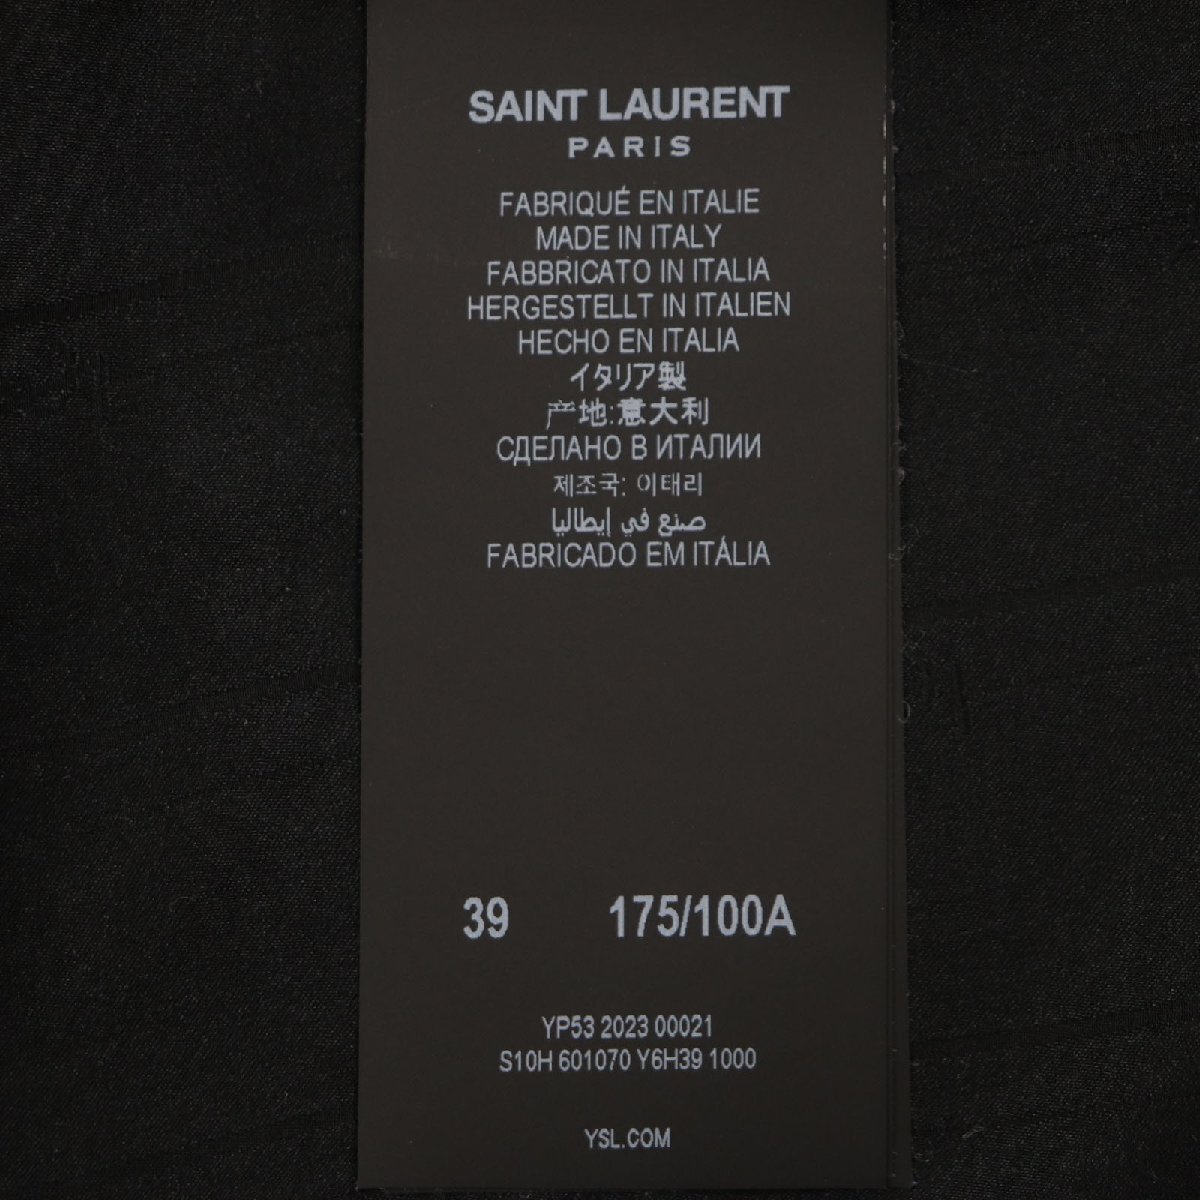 SAINT LAURENT
PARIS
FABRIQUÉ EN ITALIE
MADE IN ITALY
FABBRICATO IN ITALIA
HERGESTELLT IN ITALIEN
HECHO EN ITALIA
イタリア製
产地:意大利
СДЕЛАНО В ИТАЛИИ
제조국: 이태리
صنع في إيطاليا
FABRICADO EM ITÁLIA
39 175/100A
YP53 2023 00021
S10H 601070 Y6H39 1000
YSL.COM